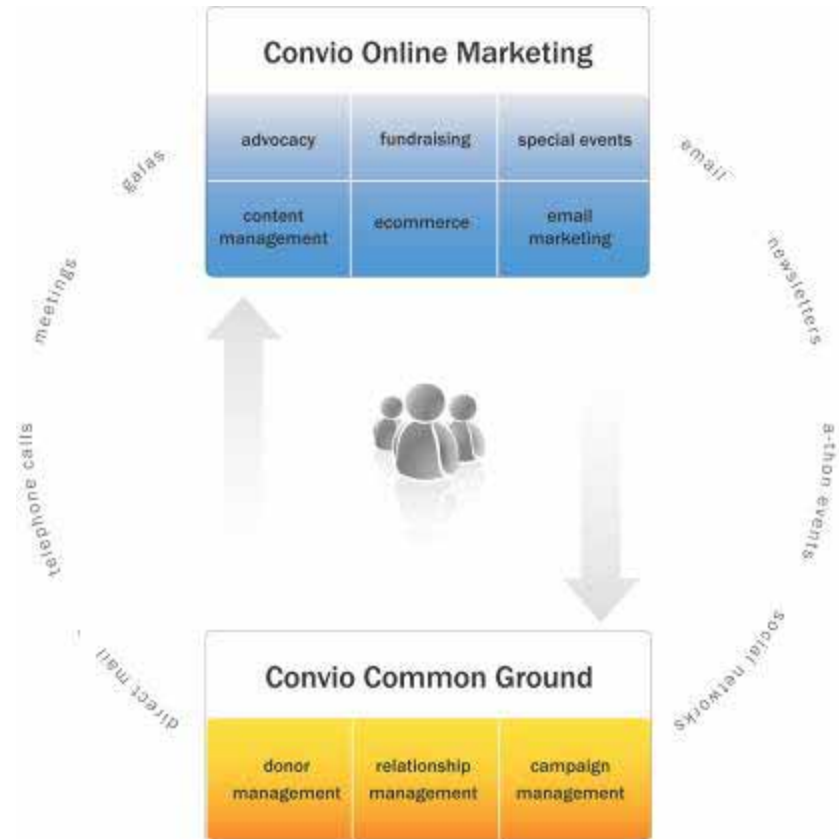 Convio Online Marketing
advocacy
fundraising
special events
content
management
ecommerce
email
marketing
galas
meetings
telephone calls
direct mail
email
newsletters
a-thon events
social networks
Convio Common Ground
donor
management
relationship
management
campaign
management